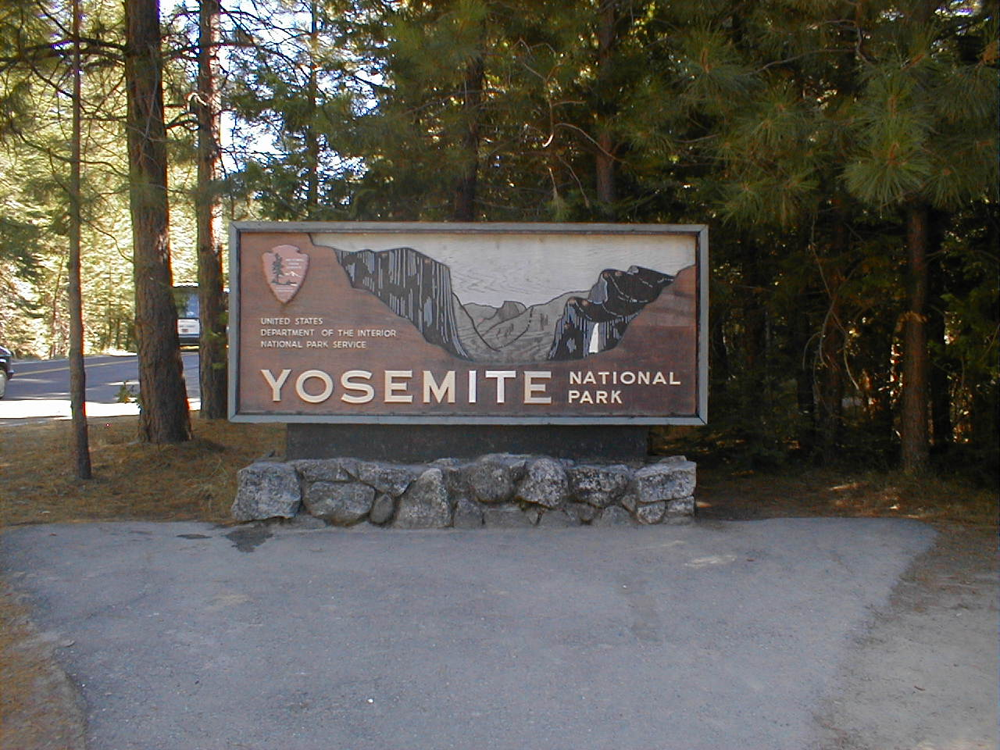 UNITED STATES
DEPARTMENT OF THE INTERIOR
NATIONAL PARK SERVICE
YOSEMITE NATIONAL
PARK